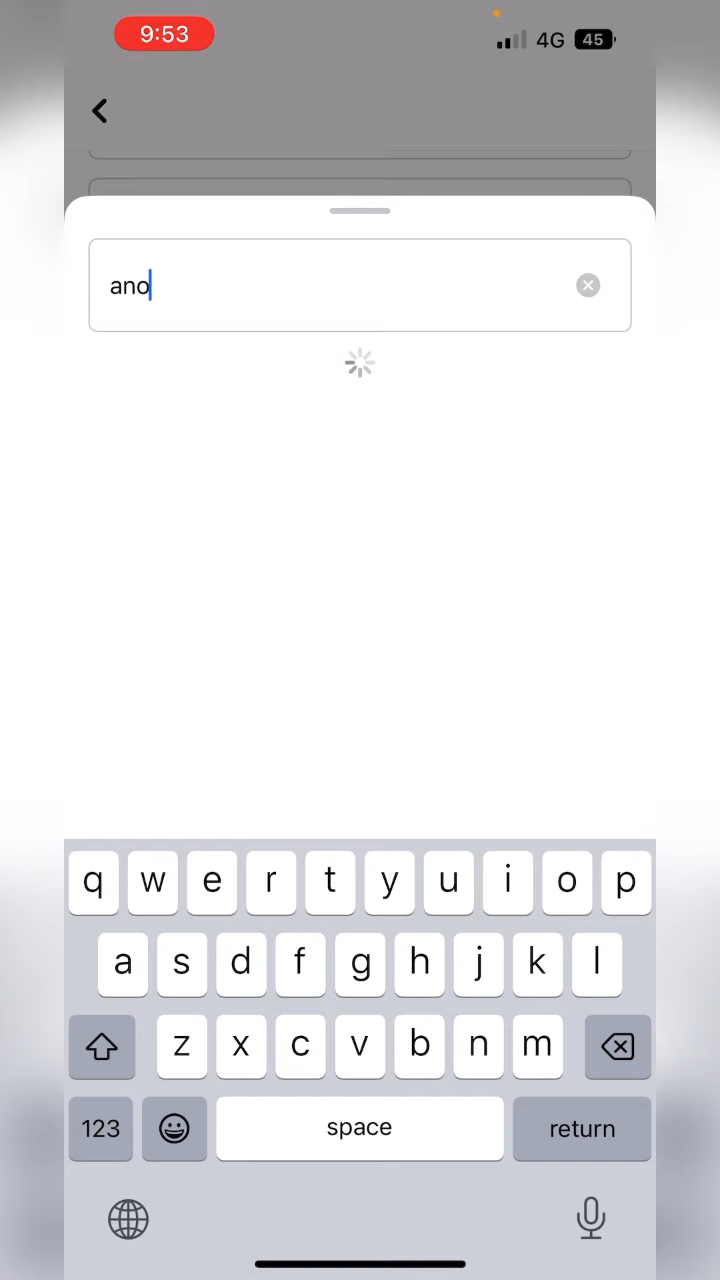 9:53
4G 45
ano
q w e r t y u i o p
a s d f g h j k l
z x c v b n m
123 space return